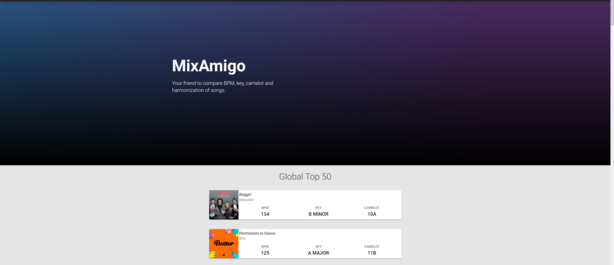 MixAmigo
Your friend to compare BPM, key, camelot and
harmonization of songs.
Global Top 50
Beggin'
Måneskin
BPM KEY CAMELOT
134 B MINOR 10A
Permission to Dance
BTS
Butter
BPM KEY CAMELOT
125 A MAJOR 11B